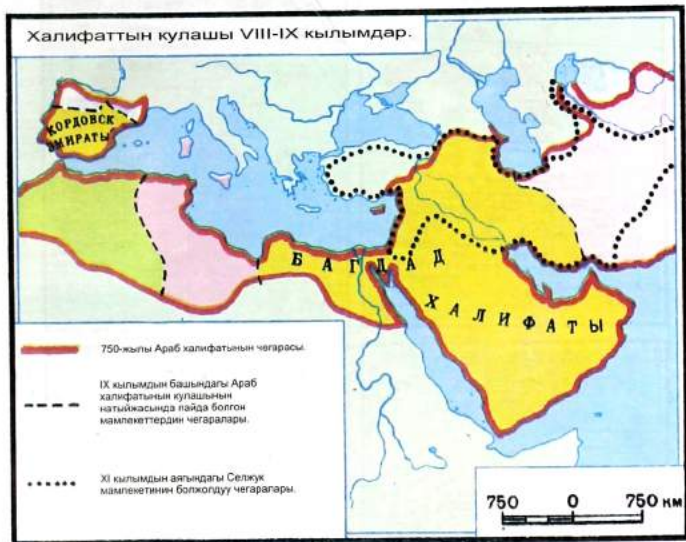 Халифаттын кулашы VIII-IX кылымдар.
КОРДОВСК
ЭМИРАТЫ
БАГДАД
ХАЛИФАТЫ
750-жылы Араб халифатынын чегарасы.
IX кылымдын башындагы Араб
халифатынын кулашынын
натыйжасында пайда болгон
мамлекеттердин чегаралары.
XI кылымдын аягындагы Селжук
мамлекетинин болжолдуу чегаралары.
750 0 750 км